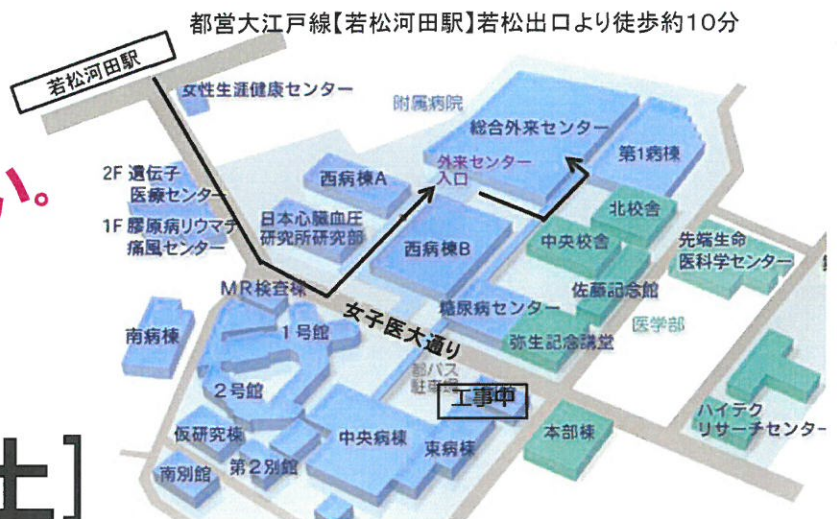 都営大江戸線【若松河田駅】若松出口より徒歩約10分
若松河田駅
女性生涯健康センター
附属病院
総合外来センター
第1病棟
外来センター
入口
西病棟A
2F 遺伝子
医療センター
1F 膠原病リウマチ
痛風センター
い。
日本心臓血圧
研究所研究部
西病棟B
北校舎
中央校舎
先端生命
医科学センター
佐藤記念館
MR検査棟
糖尿病センター
女子医大通り
医学部
弥生記念講堂
南病棟
1号館
2号館
都バス
駐車場
工事中
仮研究棟
中央病棟
東病棟
本部棟
ハイテク
リサーチセンター
南別館
第2別館
土]